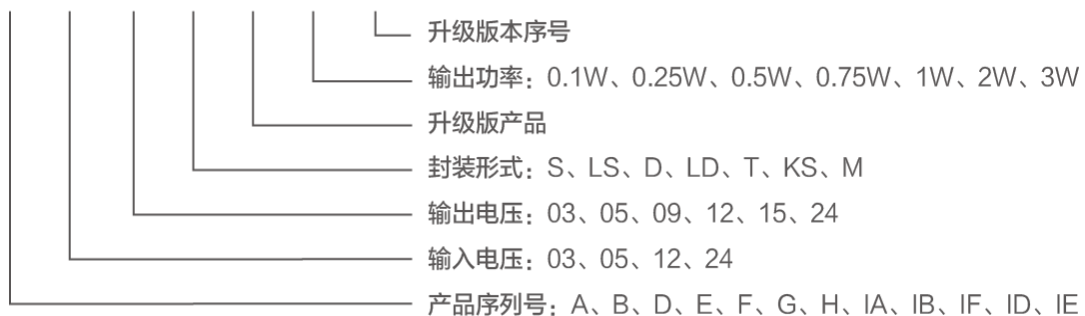 升级版本序号
输出功率：0.1W、0.25W、0.5W、0.75W、1W、2W、3W
升级版产品
封装形式：S、LS、D、LD、T、KS、M
输出电压：03、05、09、12、15、24
输入电压：03、05、12、24
产品序列号：A、B、D、E、F、G、H、IA、IB、IF、ID、IE